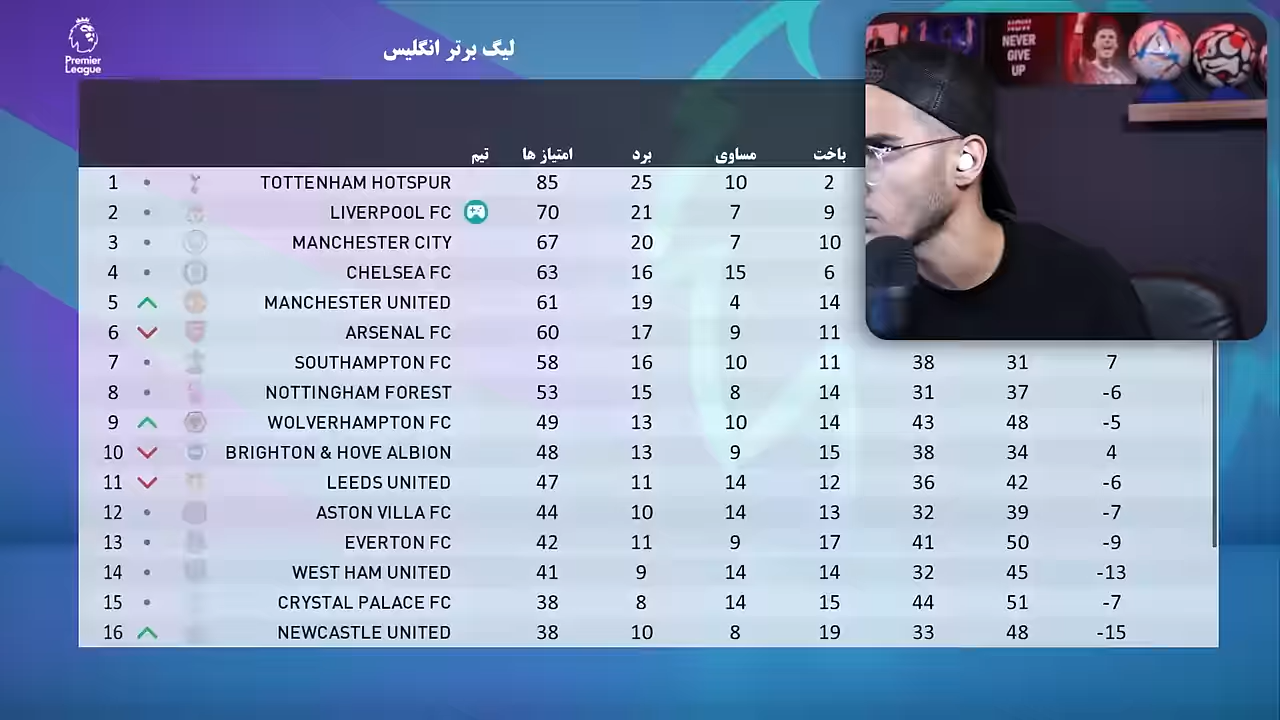 Premier
League
لیگ برتر انگلیس
NOW
NEVER
GIVE
UP
تیم امتیاز ها برد مساوی باخت
1 TOTTENHAM HOTSPUR 85 25 10 2
2 LIVERPOOL FC 70 21 7 9
3 MANCHESTER CITY 67 20 7 10
4 CHELSEA FC 63 16 15 6
5 MANCHESTER UNITED 61 19 4 14
6 ARSENAL FC 60 17 9 11
7 SOUTHAMPTON FC 58 16 10 11 38 31 7
8 NOTTINGHAM FOREST 53 15 8 14 31 37 -6
9 WOLVERHAMPTON FC 49 13 10 14 43 48 -5
10 BRIGHTON & HOVE ALBION 48 13 9 15 38 34 4
11 LEEDS UNITED 47 11 14 12 36 42 -6
12 ASTON VILLA FC 44 10 14 13 32 39 -7
13 EVERTON FC 42 11 9 17 41 50 -9
14 WEST HAM UNITED 41 9 14 14 32 45 -13
15 CRYSTAL PALACE FC 38 8 14 15 44 51 -7
16 NEWCASTLE UNITED 38 10 8 19 33 48 -15